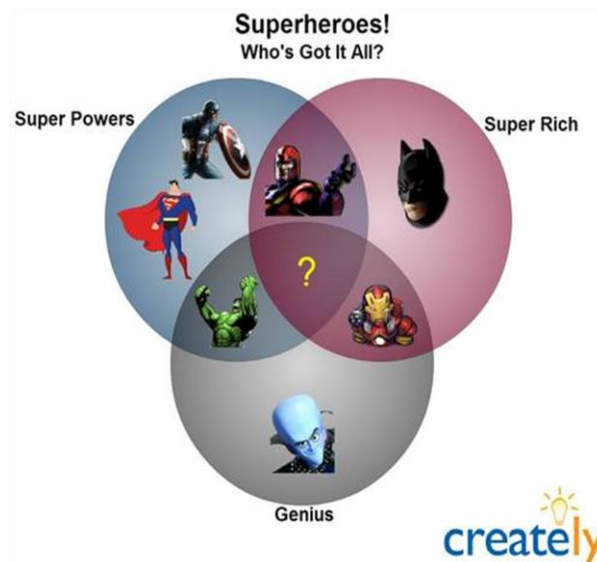 Superheroes!
Who's Got It All?
Super Powers
Super Rich
?
Genius
creately